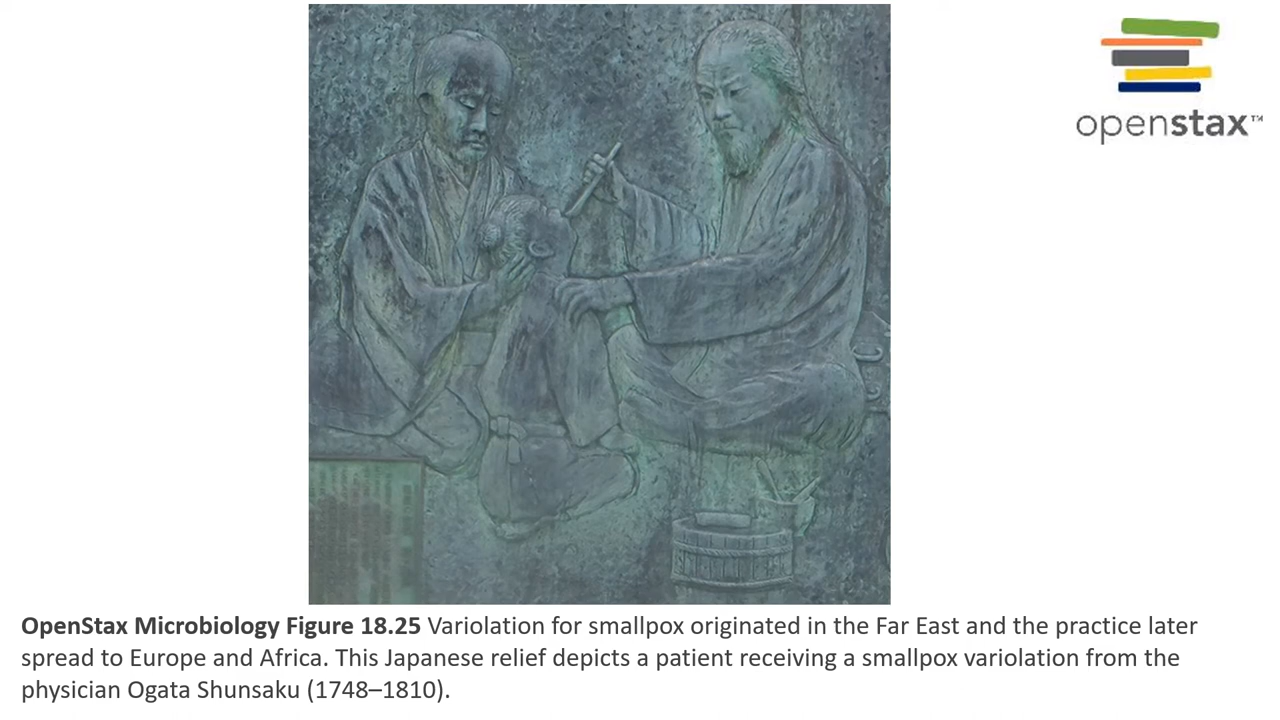 openstax™
OpenStax Microbiology Figure 18.25 Variolation for smallpox originated in the Far East and the practice later
spread to Europe and Africa. This Japanese relief depicts a patient receiving a smallpox variolation from the
physician Ogata Shunsaku (1748–1810).